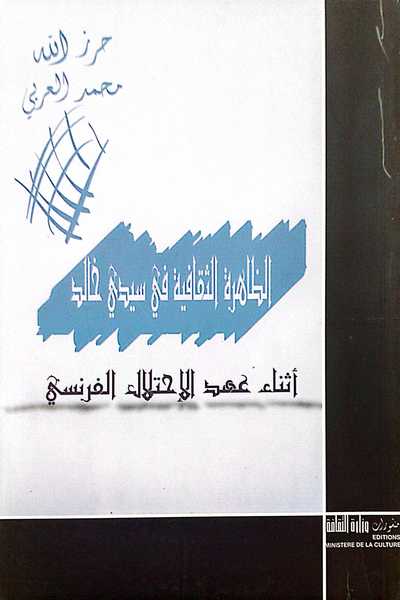 حرز الله
محمد العربي
الظاهرة الثقافية في سيدي خالد
أثناء عهد الإحتلال الفرنسي
منشورات وزارة الثقافة
EDITIONS
MINISTERE DE LA CULTURE